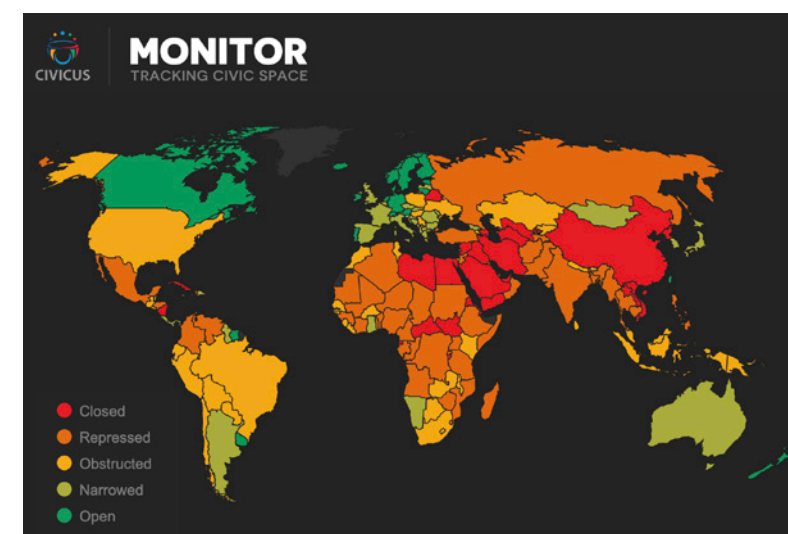 CIVICUS
MONITOR
TRACKING CIVIC SPACE
Closed
Repressed
Obstructed
Narrowed
Open